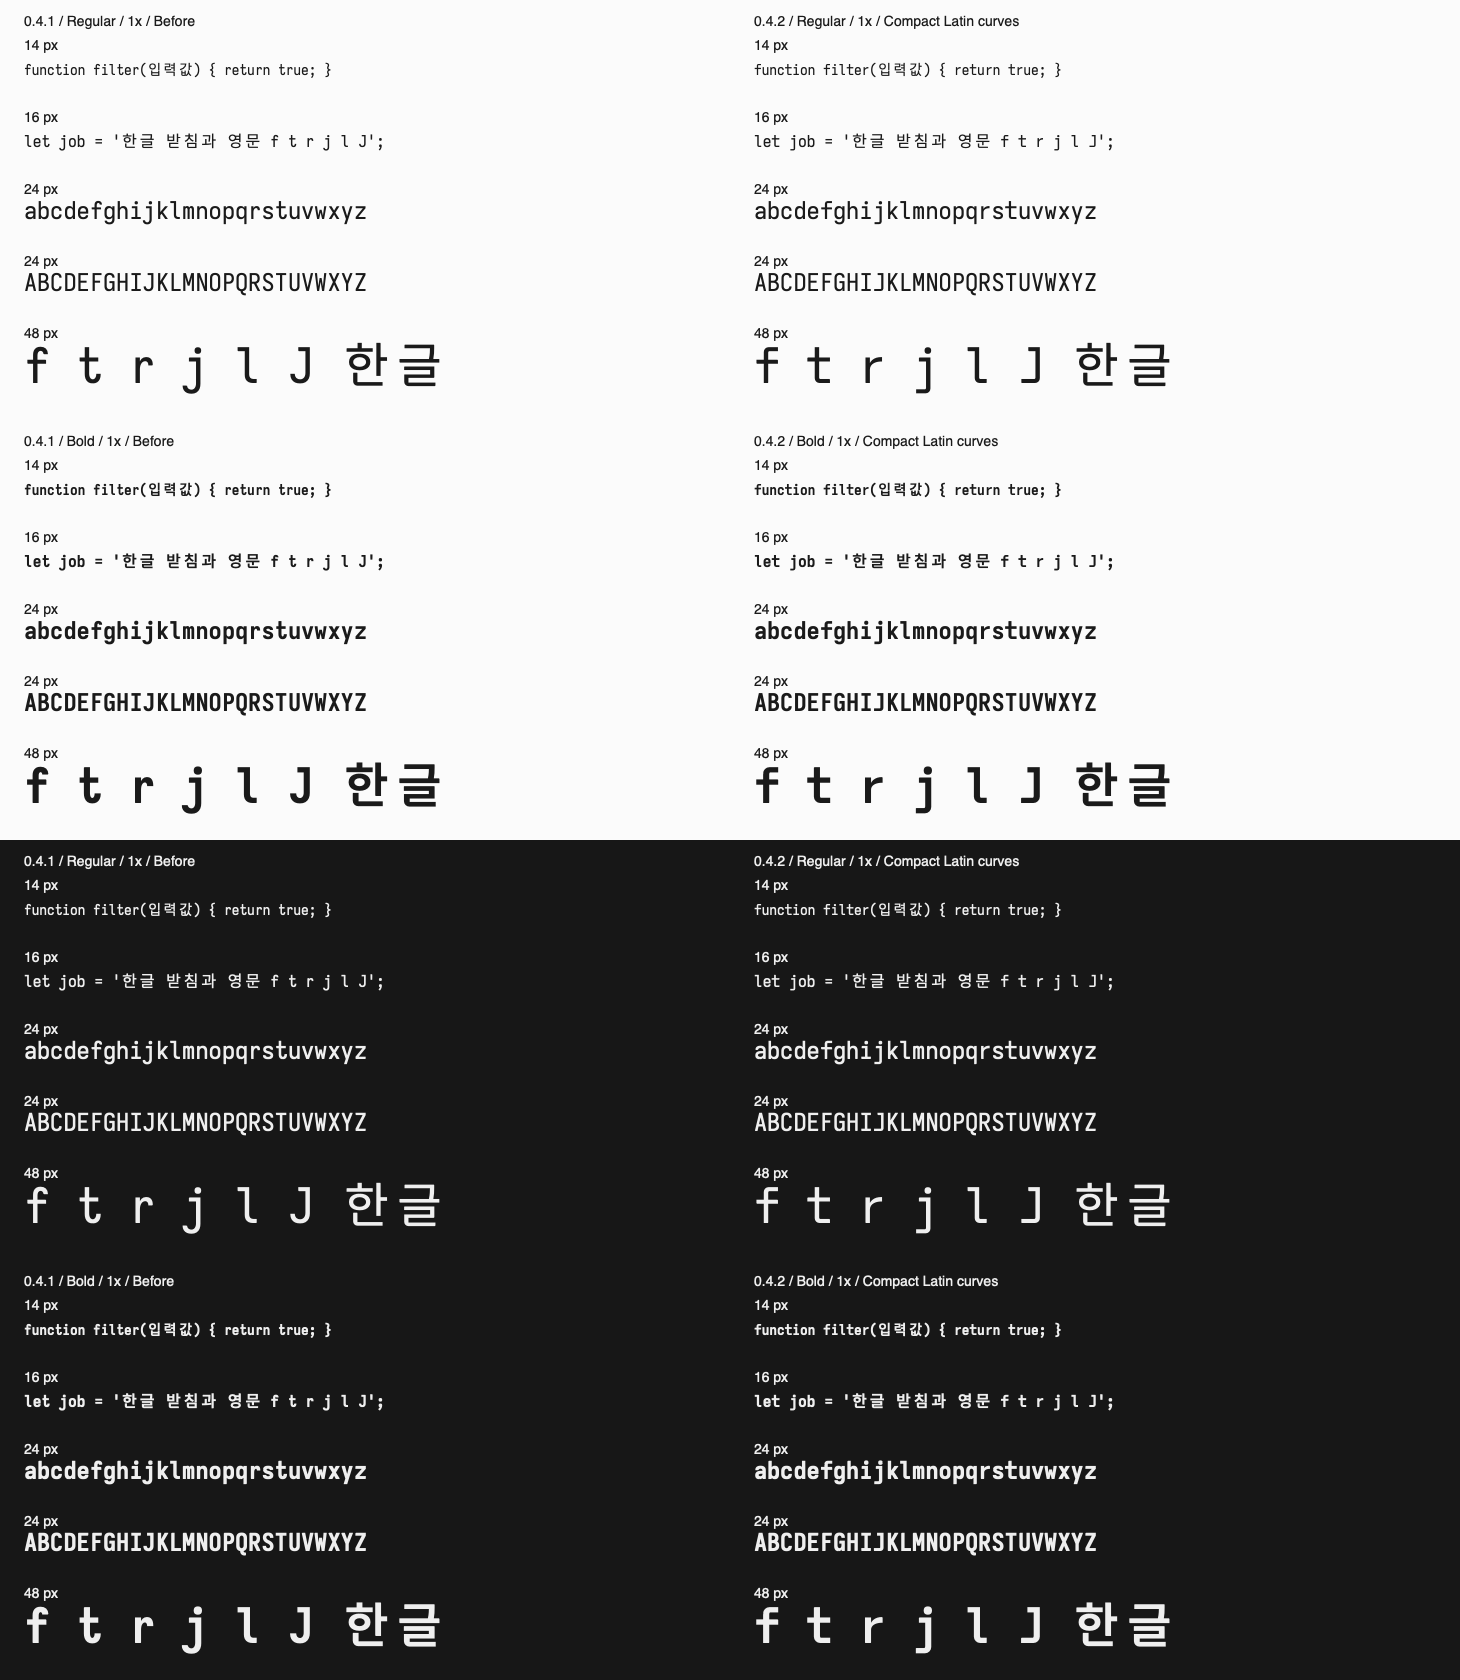 0.4.1 / Regular / 1x / Before
14 px
function filter(입력값) { return true; }
16 px
let job = '한글 받침과 영문 f t r j l J';
24 px
abcdefghijklmnopqrstuvwxyz
24 px
ABCDEFGHIJKLMNOPQRSTUVWXYZ
48 px
f t r j l J 한글
0.4.2 / Regular / 1x / Compact Latin curves
14 px
function filter(입력값) { return true; }
16 px
let job = '한글 받침과 영문 f t r j l J';
24 px
abcdefghijklmnopqrstuvwxyz
24 px
ABCDEFGHIJKLMNOPQRSTUVWXYZ
48 px
f t r j l J 한글
0.4.1 / Bold / 1x / Before
14 px
function filter(입력값) { return true; }
16 px
let job = '한글 받침과 영문 f t r j l J';
24 px
abcdefghijklmnopqrstuvwxyz
24 px
ABCDEFGHIJKLMNOPQRSTUVWXYZ
48 px
f t r j l J 한글
0.4.2 / Bold / 1x / Compact Latin curves
14 px
function filter(입력값) { return true; }
16 px
let job = '한글 받침과 영문 f t r j l J';
24 px
abcdefghijklmnopqrstuvwxyz
24 px
ABCDEFGHIJKLMNOPQRSTUVWXYZ
48 px
f t r j l J 한글
0.4.1 / Regular / 1x / Before
14 px
function filter(입력값) { return true; }
16 px
let job = '한글 받침과 영문 f t r j l J';
24 px
abcdefghijklmnopqrstuvwxyz
24 px
ABCDEFGHIJKLMNOPQRSTUVWXYZ
48 px
f t r j l J 한글
0.4.2 / Regular / 1x / Compact Latin curves
14 px
function filter(입력값) { return true; }
16 px
let job = '한글 받침과 영문 f t r j l J';
24 px
abcdefghijklmnopqrstuvwxyz
24 px
ABCDEFGHIJKLMNOPQRSTUVWXYZ
48 px
f t r j l J 한글
0.4.1 / Bold / 1x / Before
14 px
function filter(입력값) { return true; }
16 px
let job = '한글 받침과 영문 f t r j l J';
24 px
abcdefghijklmnopqrstuvwxyz
24 px
ABCDEFGHIJKLMNOPQRSTUVWXYZ
48 px
f t r j l J 한글
0.4.2 / Bold / 1x / Compact Latin curves
14 px
function filter(입력값) { return true; }
16 px
let job = '한글 받침과 영문 f t r j l J';
24 px
abcdefghijklmnopqrstuvwxyz
24 px
ABCDEFGHIJKLMNOPQRSTUVWXYZ
48 px
f t r j l J 한글